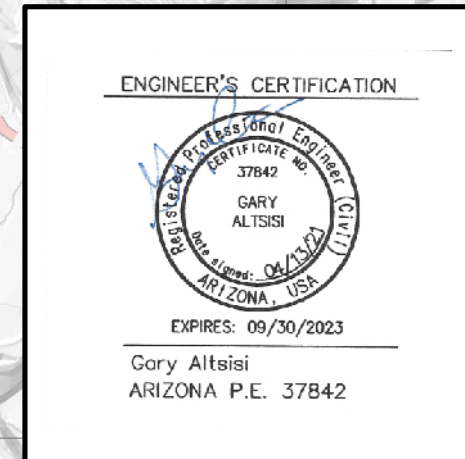 ENGINEER'S CERTIFICATION
Registered Professional Engineer (Civil)
CERTIFICATE NO.
37842
GARY
ALTSISI
Date signed: 04/13/21
ARIZONA, USA
EXPIRES: 09/30/2023
Gary Altsisi
ARIZONA P.E. 37842